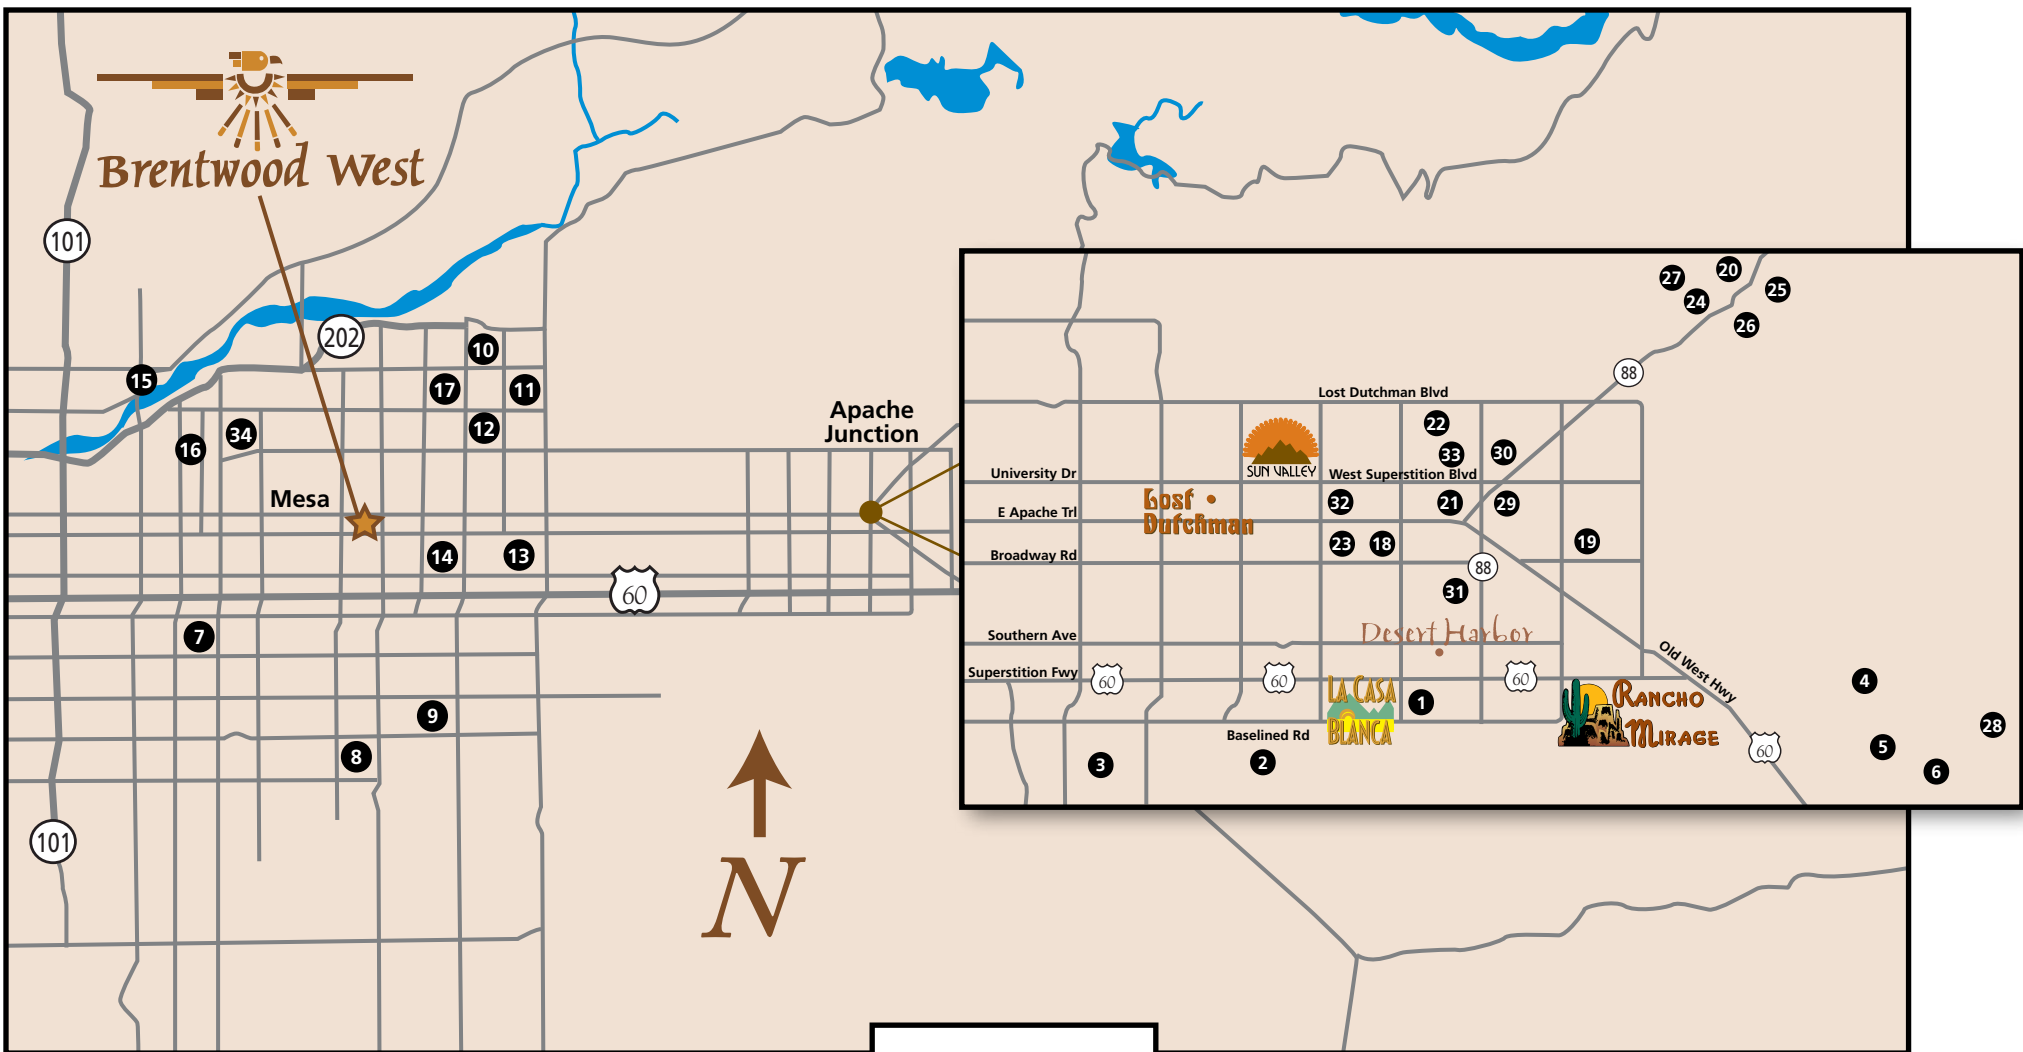 Brentwood West
101
202
10
15
17
11
12
16
34
Apache
Junction
Mesa
14
13
60
7
9
8
101
N
27
20
25
24
26
88
Lost Dutchman Blvd
22
33
30
SUN VALLEY
University Dr
West Superstition Blvd
Lost
Dutchman
32
21
29
E Apache Trl
23
18
19
Broadway Rd
88
31
Desert Harbor
Southern Ave
Superstition Fwy
60
60
60
Old West Hwy
LA CASA
BLANCA
1
RANCHO
MIRAGE
4
28
Baselined Rd
3
2
60
5
6